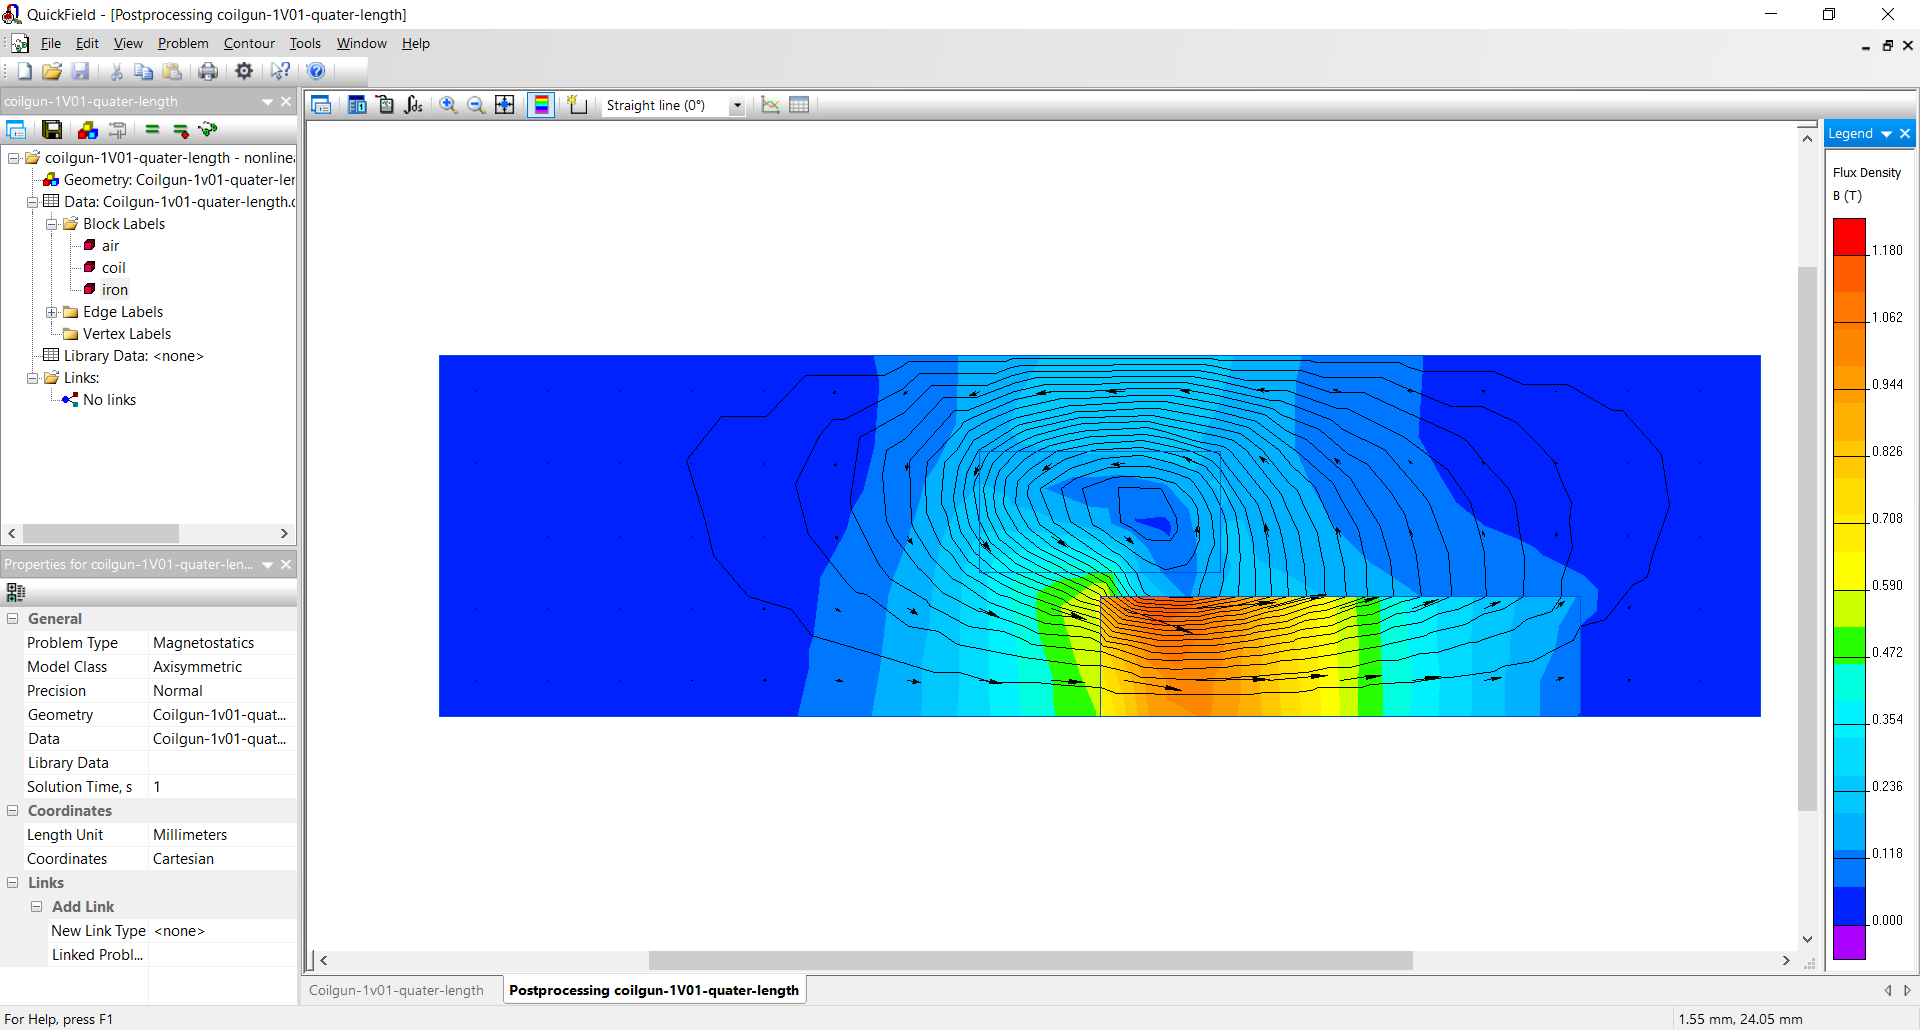 QuickField - [Postprocessing coilgun-1V01-quater-length]
File Edit View Problem Contour Tools Window Help
coilgun-1V01-quater-length
Straight line (0°)
coilgun-1V01-quater-length - nonline
Geometry: Coilgun-1v01-quater-ler
Data: Coilgun-1v01-quater-length.
Block Labels
air
coil
iron
Edge Labels
Vertex Labels
Library Data: <none>
Links:
No links
Properties for coilgun-1V01-quater-len...
General
Problem Type Magnetostatics
Model Class Axisymmetric
Precision Normal
Geometry Coilgun-1v01-quat...
Data Coilgun-1v01-quat...
Library Data
Solution Time, s 1
Coordinates
Length Unit Millimeters
Coordinates Cartesian
Links
Add Link
New Link Type <none>
Linked Probl...
Legend
Flux Density
B (T)
1.180
1.062
0.944
0.826
0.708
0.590
0.472
0.354
0.236
0.118
0.000
Coilgun-1v01-quater-length Postprocessing coilgun-1V01-quater-length
For Help, press F1
1.55 mm, 24.05 mm